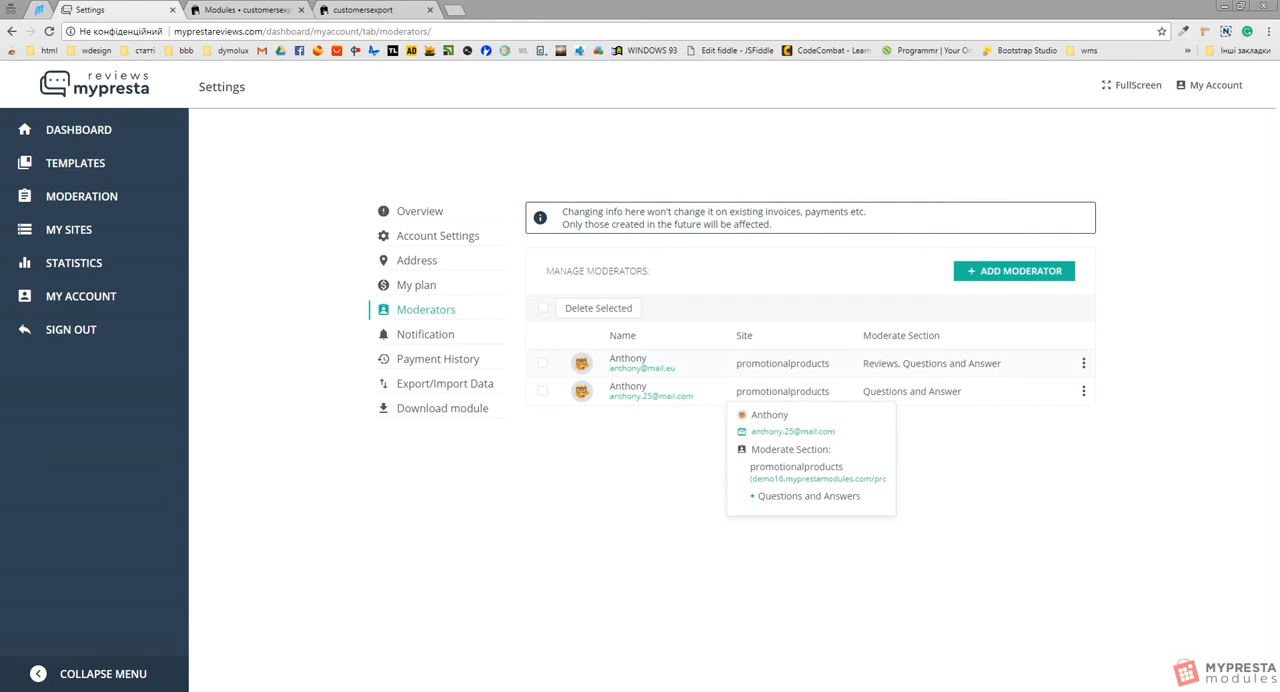 Settings
Modules • customersexp
customersexport
Не конфіденційний
myprestareviews.com/dashboard/myaccount/tab/moderators/
html
wdesign
статті
bbb
dymolux
WINDOWS 93
Edit fiddle - JSFiddle
CodeCombat - Learn
Programmr | Your On
Bootstrap Studio
wms
»
Інші закладки
reviews
mypresta
Settings
FullScreen
My Account
DASHBOARD
TEMPLATES
MODERATION
MY SITES
STATISTICS
MY ACCOUNT
SIGN OUT
COLLAPSE MENU
Overview
Account Settings
Address
My plan
Moderators
Notification
Payment History
Export/Import Data
Download module
Changing info here won't change it on existing invoices, payments etc.
Only those created in the future will be affected.
MANAGE MODERATORS:
+ ADD MODERATOR
Delete Selected
Name Site Moderate Section
Anthony
anthony@mail.eu
promotionalproducts
Reviews, Questions and Answer
Anthony
anthony.25@mail.com
promotionalproducts
Questions and Answer
Anthony
anthony.25@mail.com
Moderate Section:
promotionalproducts
(demo16.myprestamodules.com/prc
• Questions and Answers
MYPRESTA
modules